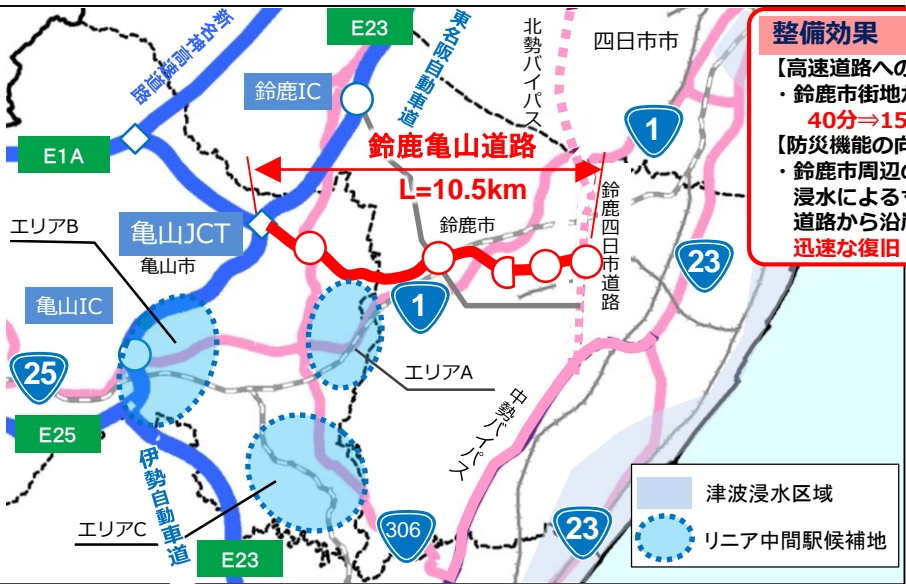 新名神高速道路
E23
東名阪自動車道
北勢バイパス
四日市市
鈴鹿IC
E1A
1
鈴鹿亀山道路
L=10.5km
エリアB
亀山JCT
亀山市
鈴鹿市
鈴鹿四日市道路
23
亀山IC
1
25
エリアA
E25
中勢バイパス
伊勢自動車道
エリアC
E23
306
23
津波浸水区域
リニア中間駅候補地
整備効果
【高速道路への
・鈴鹿市街地
40分⇒15
【防災機能の向
・鈴鹿市周辺の
浸水による
道路から沿
迅速な復旧